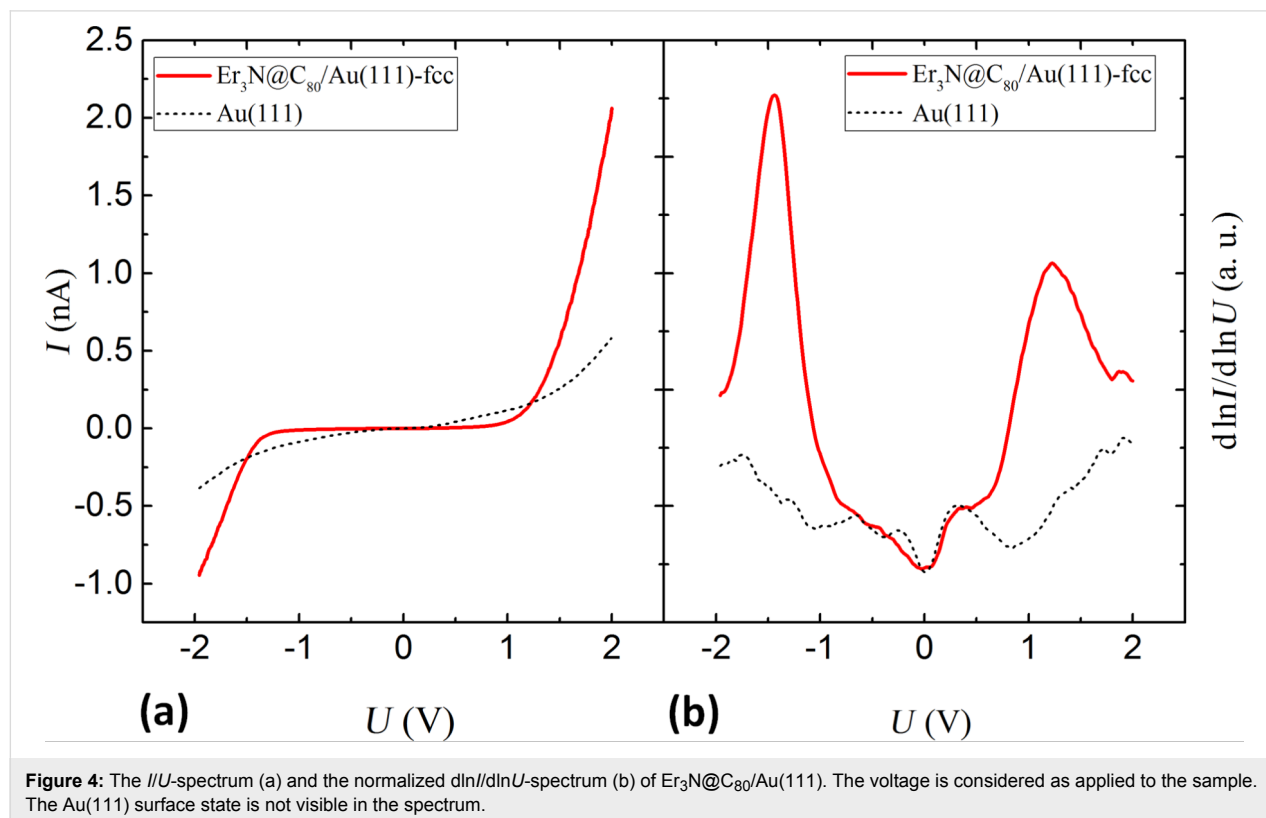 2.5
2.0
1.5
1.0
0.5
0.0
-0.5
-1.0
I (nA)
Er₃N@C₈₀/Au(111)-fcc
Au(111)
-2 -1 0 1 2
(a) U (V)
Er₃N@C₈₀/Au(111)-fcc
Au(111)
dlnI/dlnU (a. u.)
-2 -1 0 1 2
(b) U (V)
Figure 4: The I/U-spectrum (a) and the normalized dlnI/dlnU-spectrum (b) of Er₃N@C₈₀/Au(111). The voltage is considered as applied to the sample.
The Au(111) surface state is not visible in the spectrum.